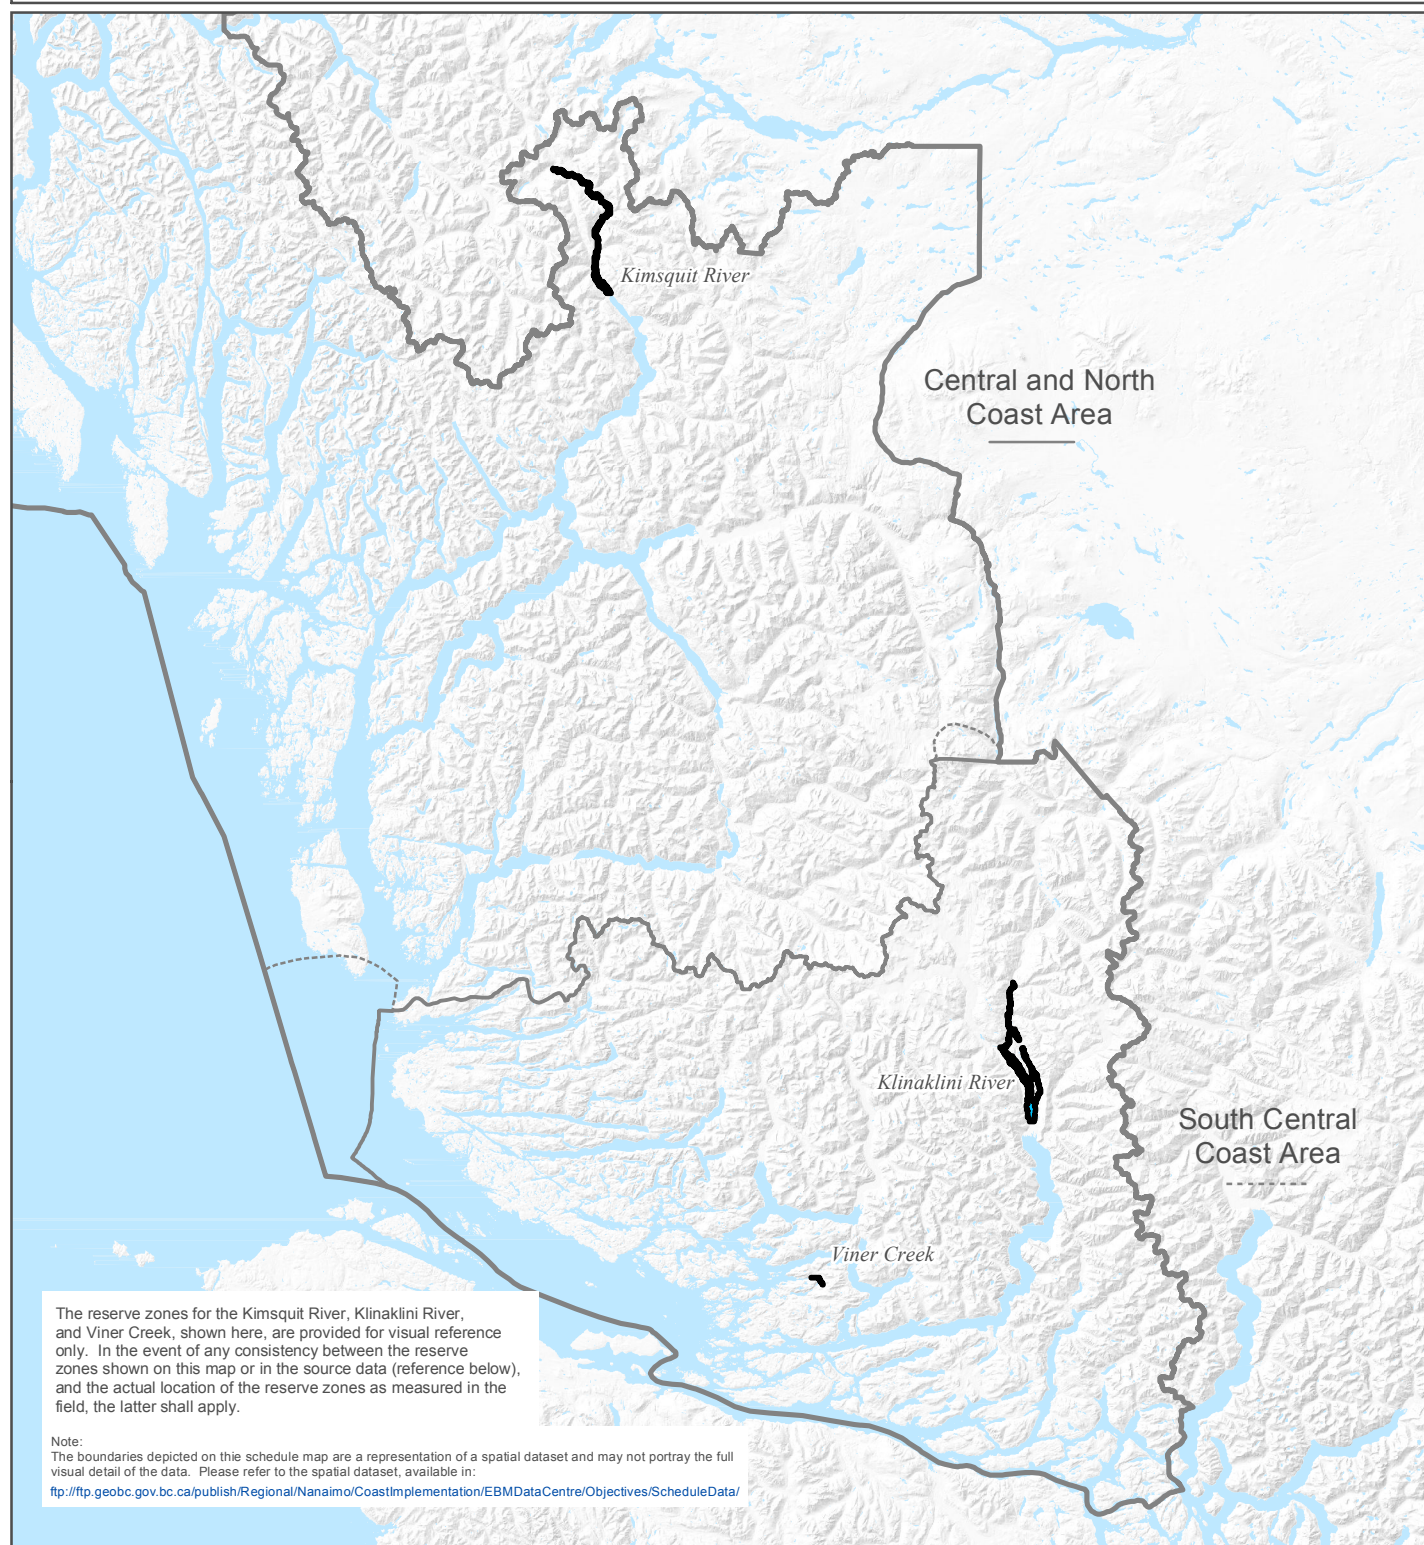 Kimsquit River
Central and North
Coast Area
Klinaklini River
South Central
Coast Area
Viner Creek
The reserve zones for the Kimsquit River, Klinaklini River,
and Viner Creek, shown here, are provided for visual reference
only.  In the event of any consistency between the reserve
zones shown on this map or in the source data (reference below),
and the actual location of the reserve zones as measured in the
field, the latter shall apply.
Note:
The boundaries depicted on thie schedule map are a representation of a spatial dataset and may not portray the full
visual detail of the data.  Please refer to the spatial dataset, available in:
ftp://ftp.geobc.gov.bc.ca/publish/Regional/Nanaimo/CoastImplementation/EBMDataCentre/Objectives/ScheduleData/